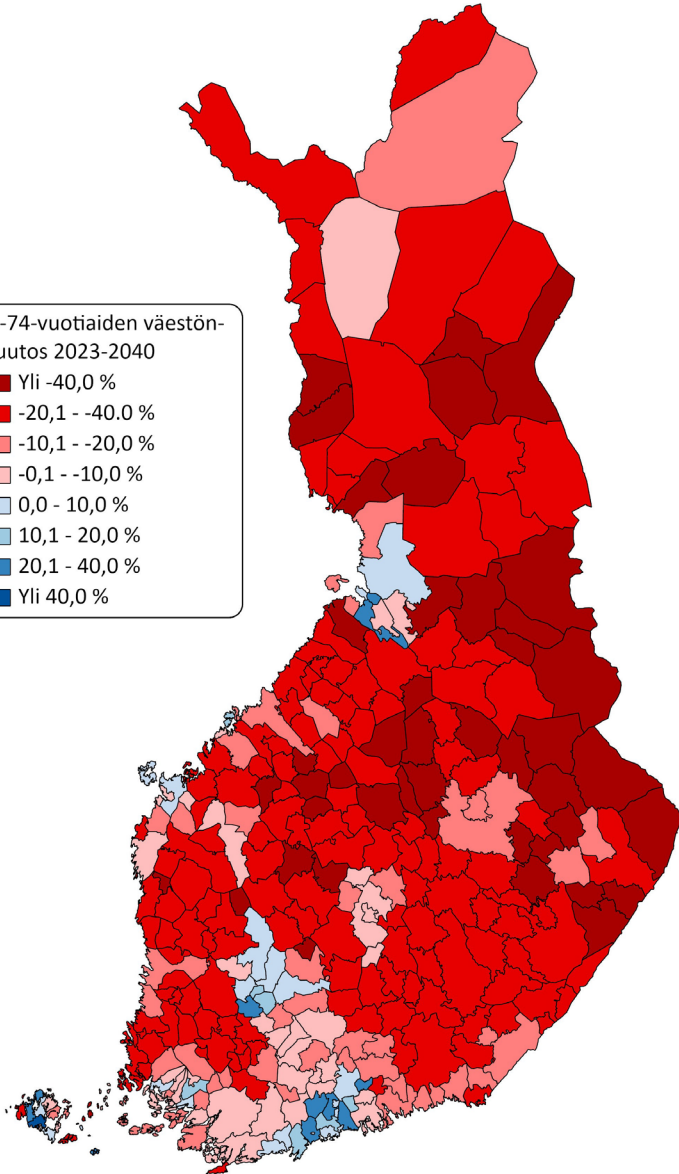 -74-vuotiaiden väestön-
utos 2023-2040
Yli -40,0 %
-20,1 - -40.0 %
-10,1 - -20,0 %
-0,1 - -10,0 %
0,0 - 10,0 %
10,1 - 20,0 %
20,1 - 40,0 %
Yli 40,0 %